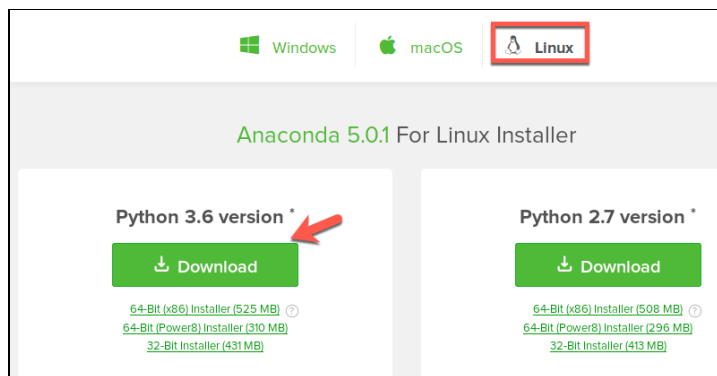 Windows macOS Linux
Anaconda 5.0.1 For Linux Installer
Python 3.6 version *
Download
64-Bit (x86) Installer (525 MB) ?
64-Bit (Power8) Installer (310 MB)
32-Bit Installer (431 MB)
Python 2.7 version *
Download
64-Bit (x86) Installer (508 MB) ?
64-Bit (Power8) Installer (296 MB)
32-Bit Installer (413 MB)